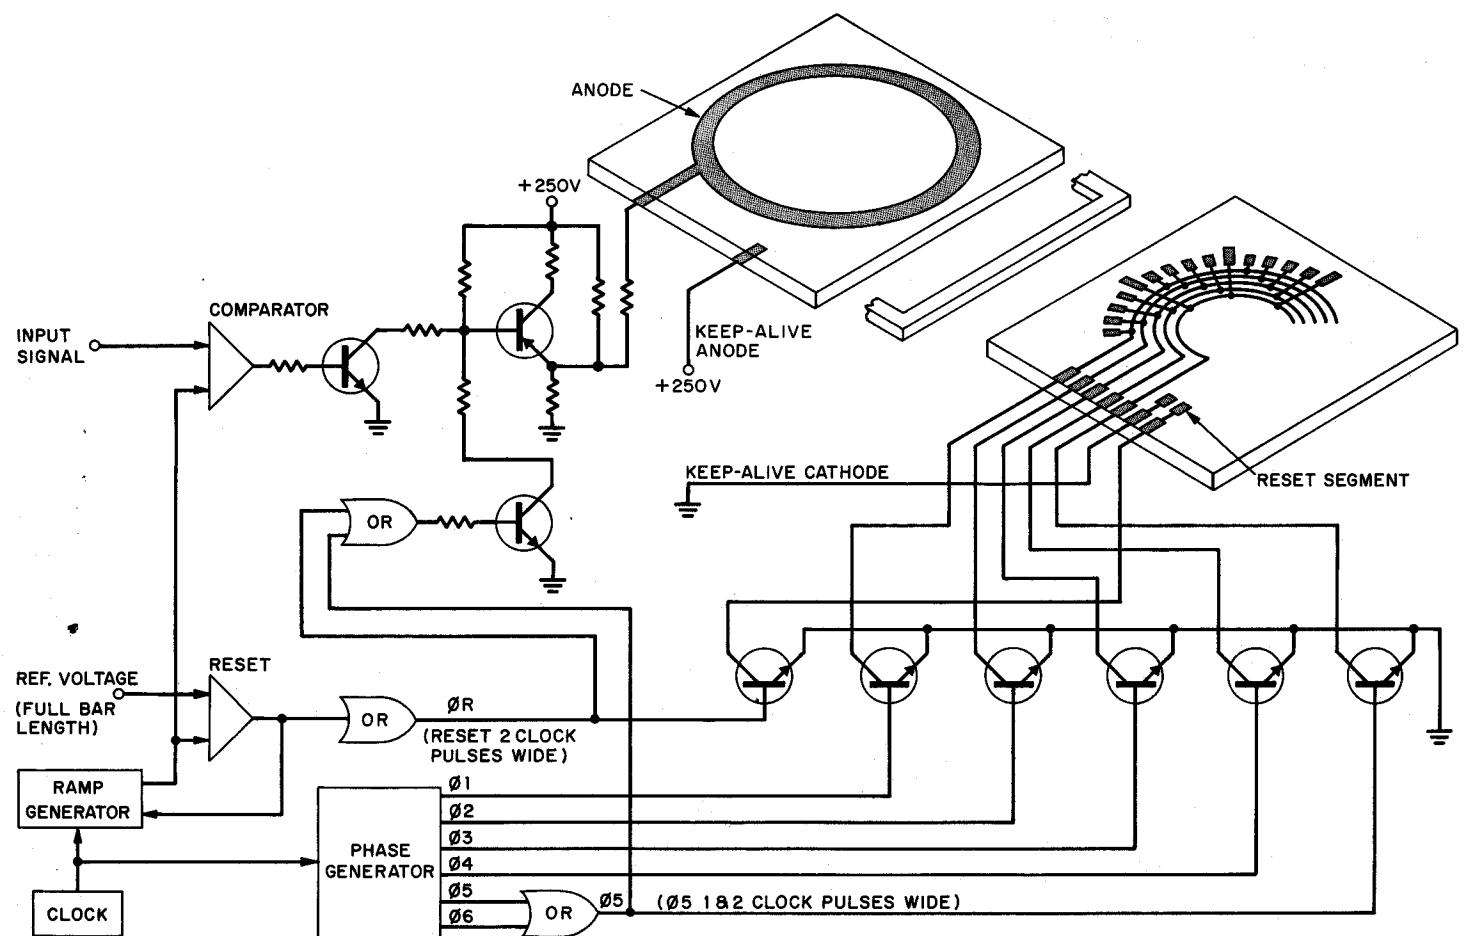 ANODE
+250V
COMPARATOR
INPUT
SIGNAL
KEEP-ALIVE
ANODE
+250V
KEEP-ALIVE CATHODE
RESET SEGMENT
OR
RESET
REF. VOLTAGE
(FULL BAR
LENGTH)
OR
ØR
(RESET 2 CLOCK
PULSES WIDE)
RAMP
GENERATOR
Ø1
Ø2
Ø3
Ø4
PHASE
GENERATOR
Ø5
Ø6
OR
Ø5
(Ø5 1 & 2 CLOCK PULSES WIDE)
CLOCK